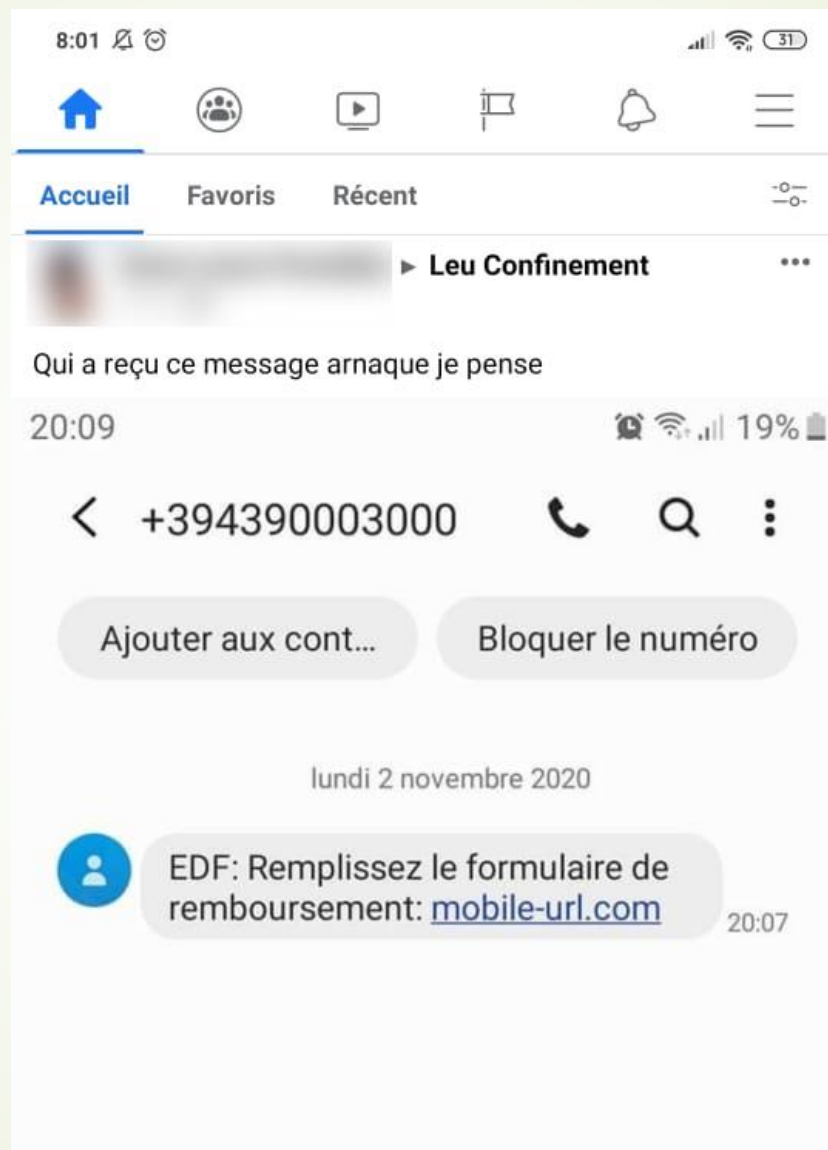 8:01
31
Accueil Favoris Récent
▸ Leu Confinement
Qui a reçu ce message arnaque je pense
20:09 19%
+394390003000
Ajouter aux cont... Bloquer le numéro
lundi 2 novembre 2020
EDF: Remplissez le formulaire de
remboursement: mobile-url.com
20:07